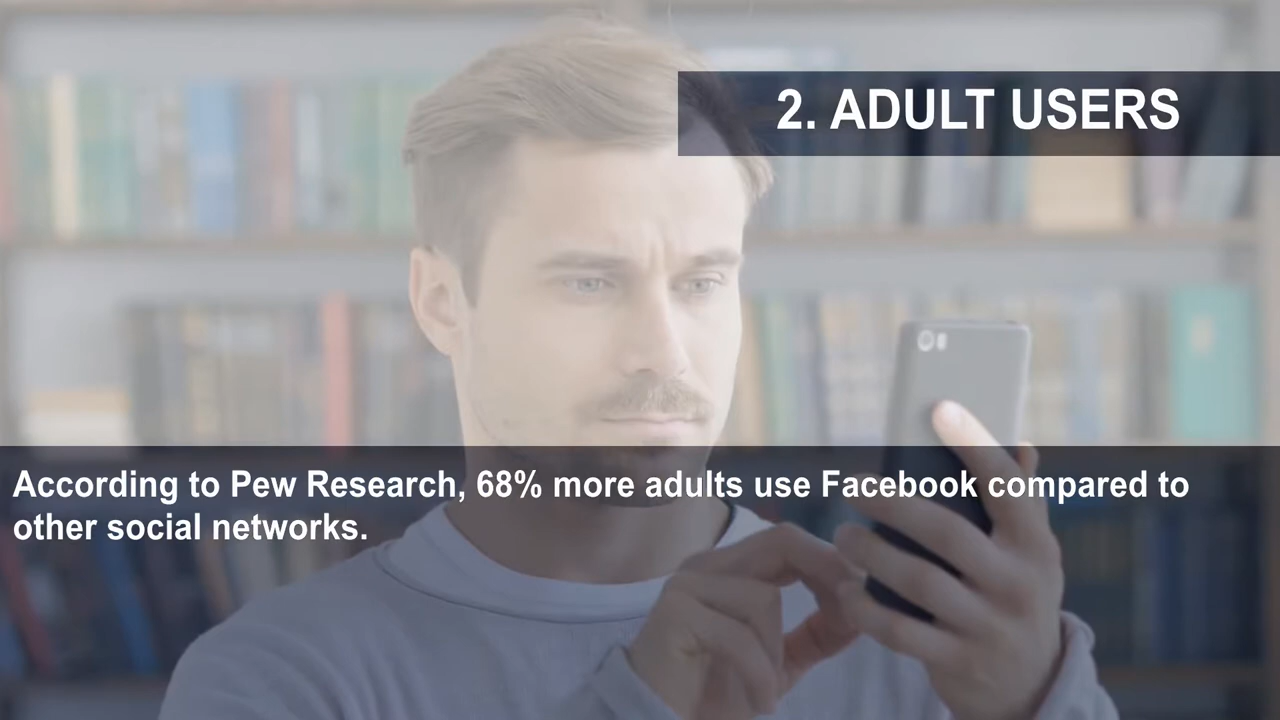 2. ADULT USERS
According to Pew Research, 68% more adults use Facebook compared to
other social networks.